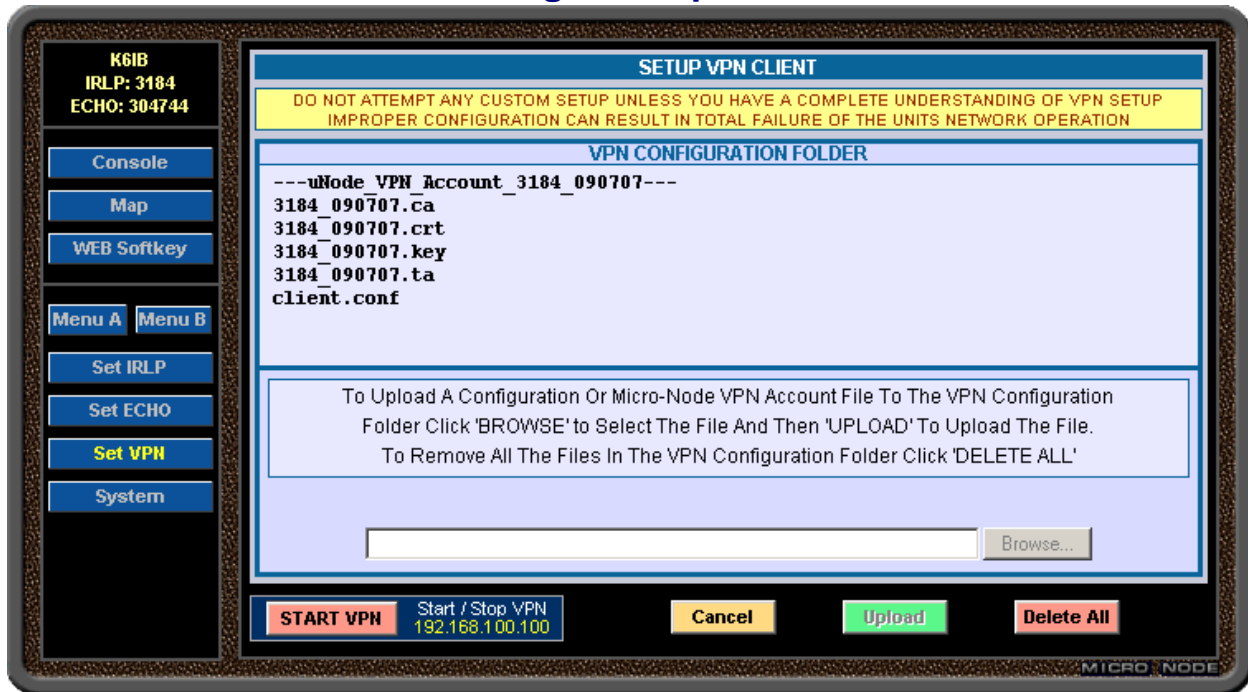 K6IB
IRLP: 3184
ECHO: 304744
Console
Map
WEB Softkey
Menu A Menu B
Set IRLP
Set ECHO
Set VPN
System
SETUP VPN CLIENT
DO NOT ATTEMPT ANY CUSTOM SETUP UNLESS YOU HAVE A COMPLETE UNDERSTANDING OF VPN SETUP
IMPROPER CONFIGURATION CAN RESULT IN TOTAL FAILURE OF THE UNITS NETWORK OPERATION
VPN CONFIGURATION FOLDER
---uNode_VPN_Account_3184_090707---
3184_090707.ca
3184_090707.crt
3184_090707.key
3184_090707.ta
client.conf
To Upload A Configuration Or Micro-Node VPN Account File To The VPN Configuration
Folder Click 'BROWSE' to Select The File And Then 'UPLOAD' To Upload The File.
To Remove All The Files In The VPN Configuration Folder Click 'DELETE ALL'
Browse...
START VPN
Start / Stop VPN
192.168.100.100
Cancel
Upload
Delete All
MICRO NODE